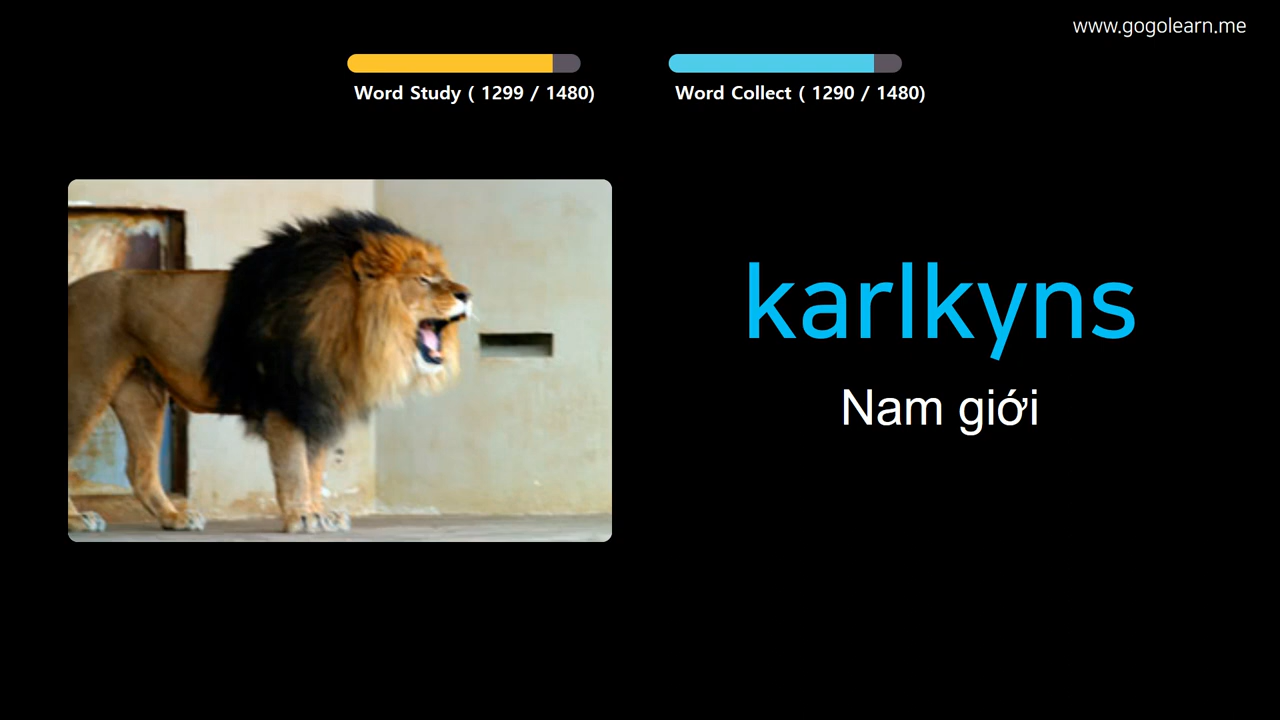 www.gogolearn.me
Word Study ( 1299 / 1480)
Word Collect ( 1290 / 1480)
karlkyns
Nam giới